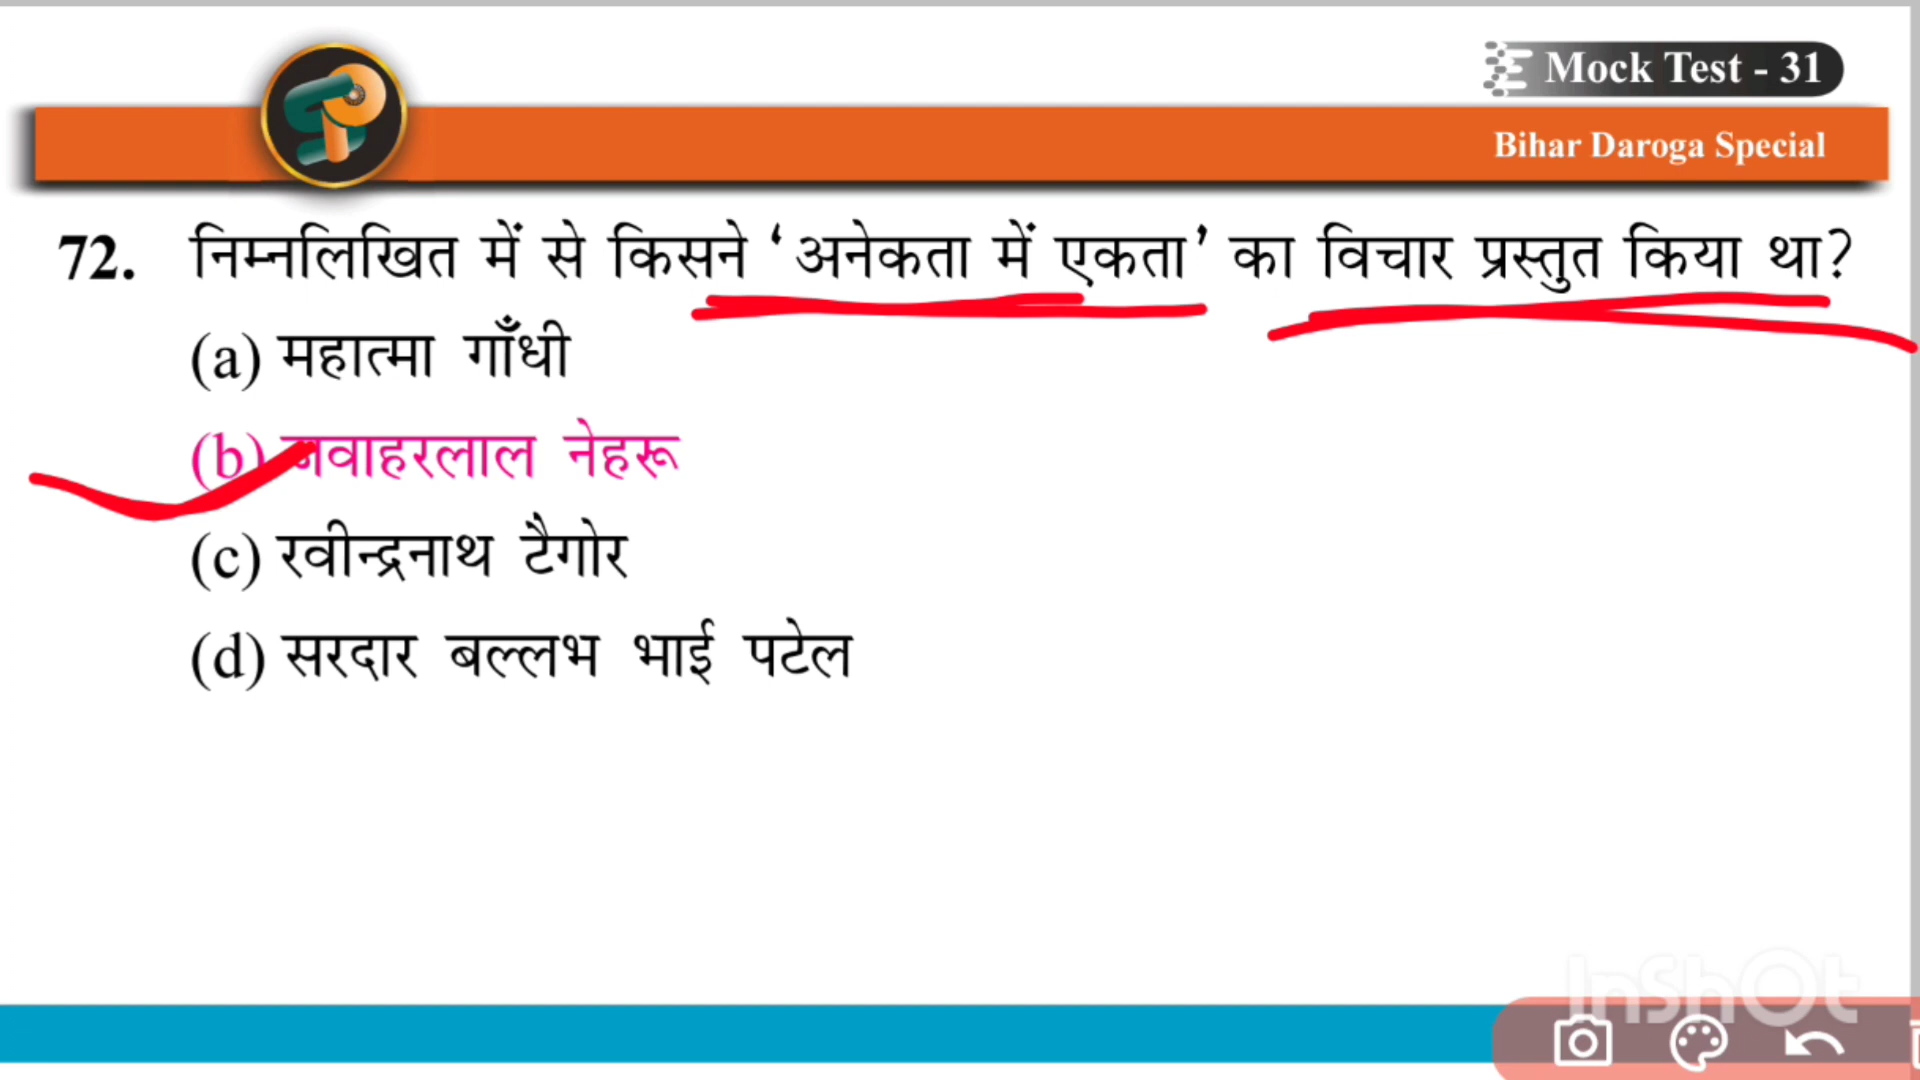 Mock Test - 31
Bihar Daroga Special
72. निम्नलिखित में से किसने ‘अनेकता में एकता’ का विचार प्रस्तुत किया था?
(a) महात्मा गाँधी
(b) जवाहरलाल नेहरू
(c) रवीन्द्रनाथ टैगोर
(d) सरदार बल्लभ भाई पटेल
InShOt